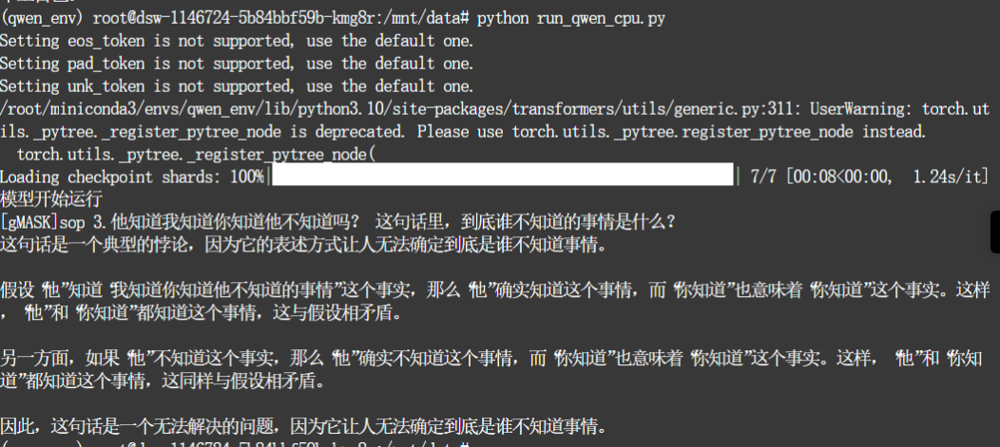 (qwen_env) root@dsw-1146724-5b84bbf59b-kmg8r:/mnt/data# python run_qwen_cpu.py
Setting eos_token is not supported, use the default one.
Setting pad_token is not supported, use the default one.
Setting unk_token is not supported, use the default one.
/root/miniconda3/envs/qwen_env/lib/python3.10/site-packages/transformers/utils/generic.py:311: UserWarning: torch.ut
ils._pytree._register_pytree_node is deprecated. Please use torch.utils._pytree.register_pytree_node instead.
  torch.utils._pytree._register_pytree_node(
Loading checkpoint shards: 100%| | 7/7 [00:08<00:00,  1.24s/it]
模型开始运行
[gMASK]sop 3.他知道我知道你知道他不知道吗? 这句话里,到底谁不知道的事情是什么?
这句话是一个典型的悖论,因为它的表述方式让人无法确定到底是谁不知道事情。
假设“他”知道“我知道你知道他不知道的事情”这个事实,那么“他”确实知道这个事情,而“你知道”也意味着“你知道”这个事实。这样
,“他”和“你知道”都知道这个事情,这与假设相矛盾。
另一方面,如果“他”不知道这个事实,那么“他”确实不知道这个事情,而“你知道”也意味着“你知道”这个事实。这样,“他”和“你知
道”都知道这个事情,这同样与假设相矛盾。
因此,这句话是一个无法解决的问题,因为它让人无法确定到底是谁不知道事情。